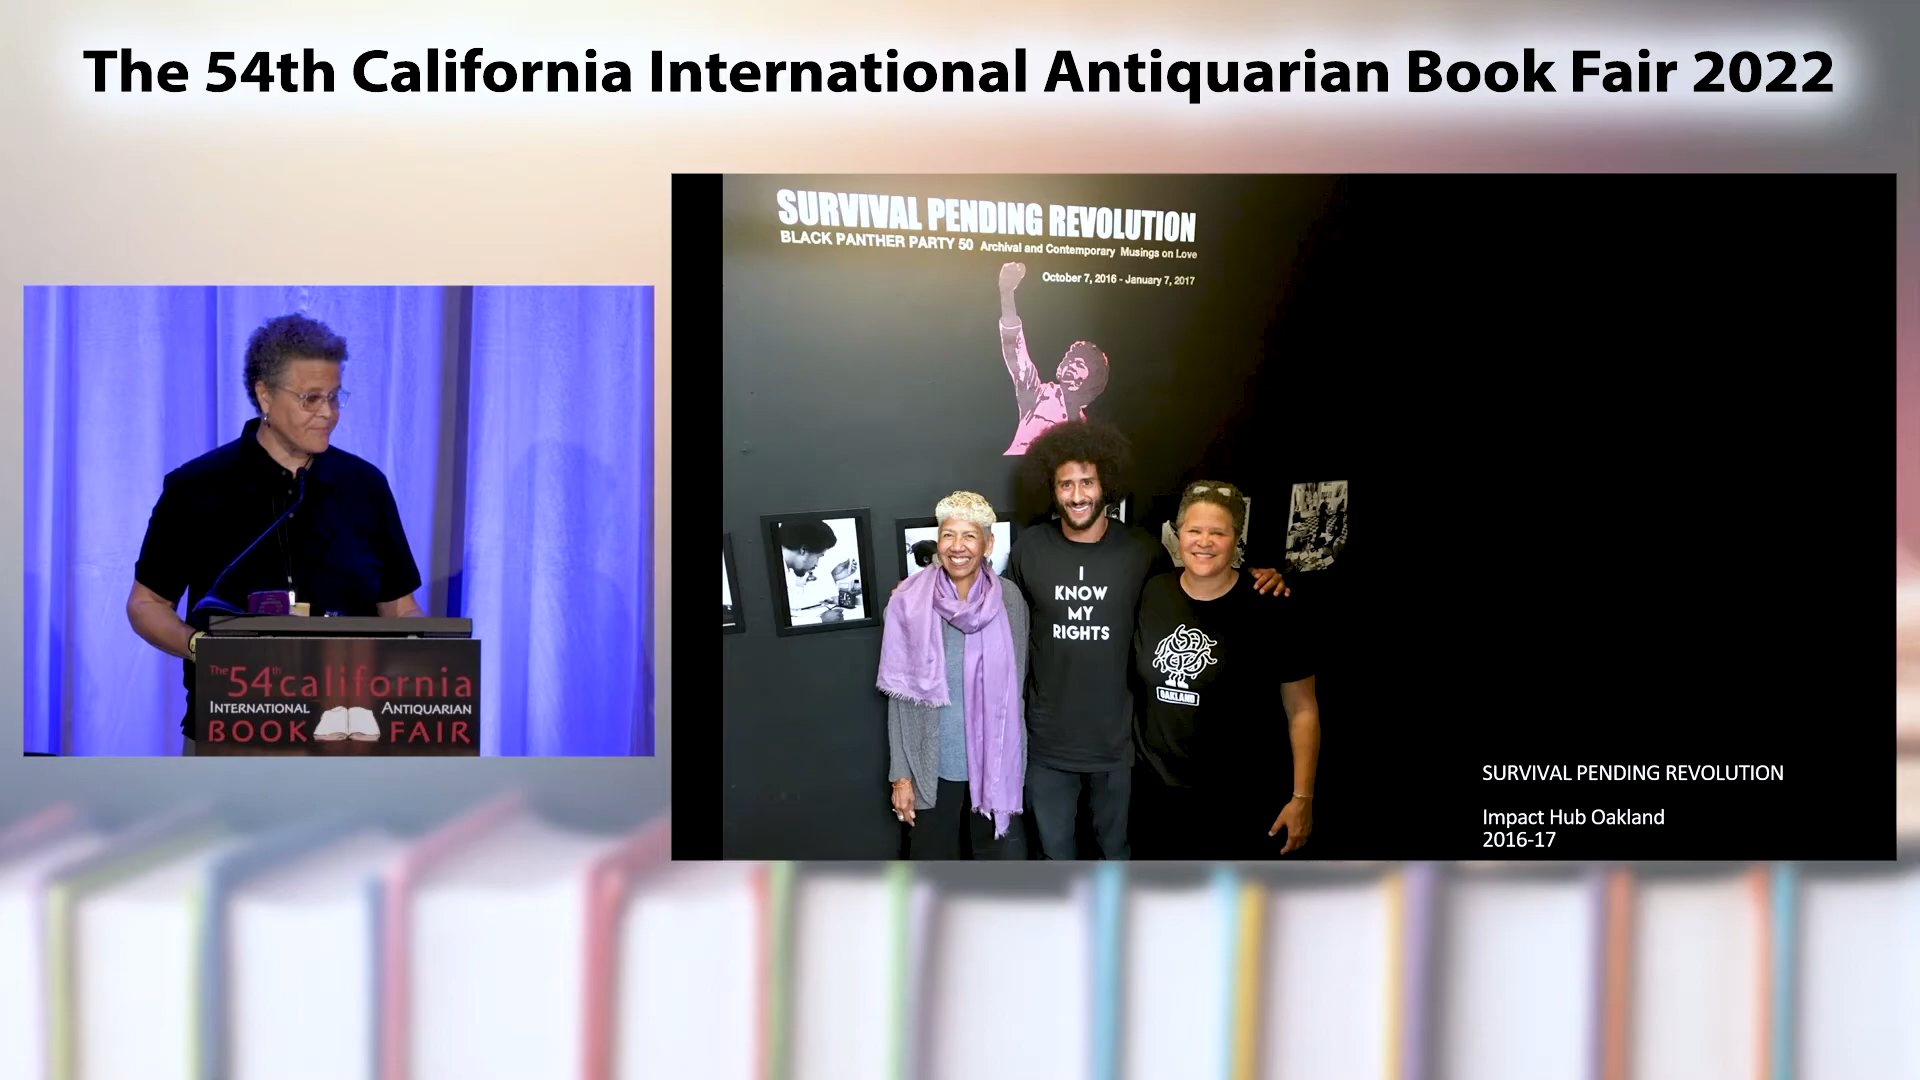 The 54th California International Antiquarian Book Fair 2022
SURVIVAL PENDING REVOLUTION
BLACK PANTHER PARTY 50 Archival and Contemporary Musings on Love
October 7, 2016 - January 7, 2017
I
KNOW
MY
RIGHTS
OAKLAND
The 54th california
INTERNATIONAL ANTIQUARIAN
BOOK FAIR
SURVIVAL PENDING REVOLUTION
Impact Hub Oakland
2016-17